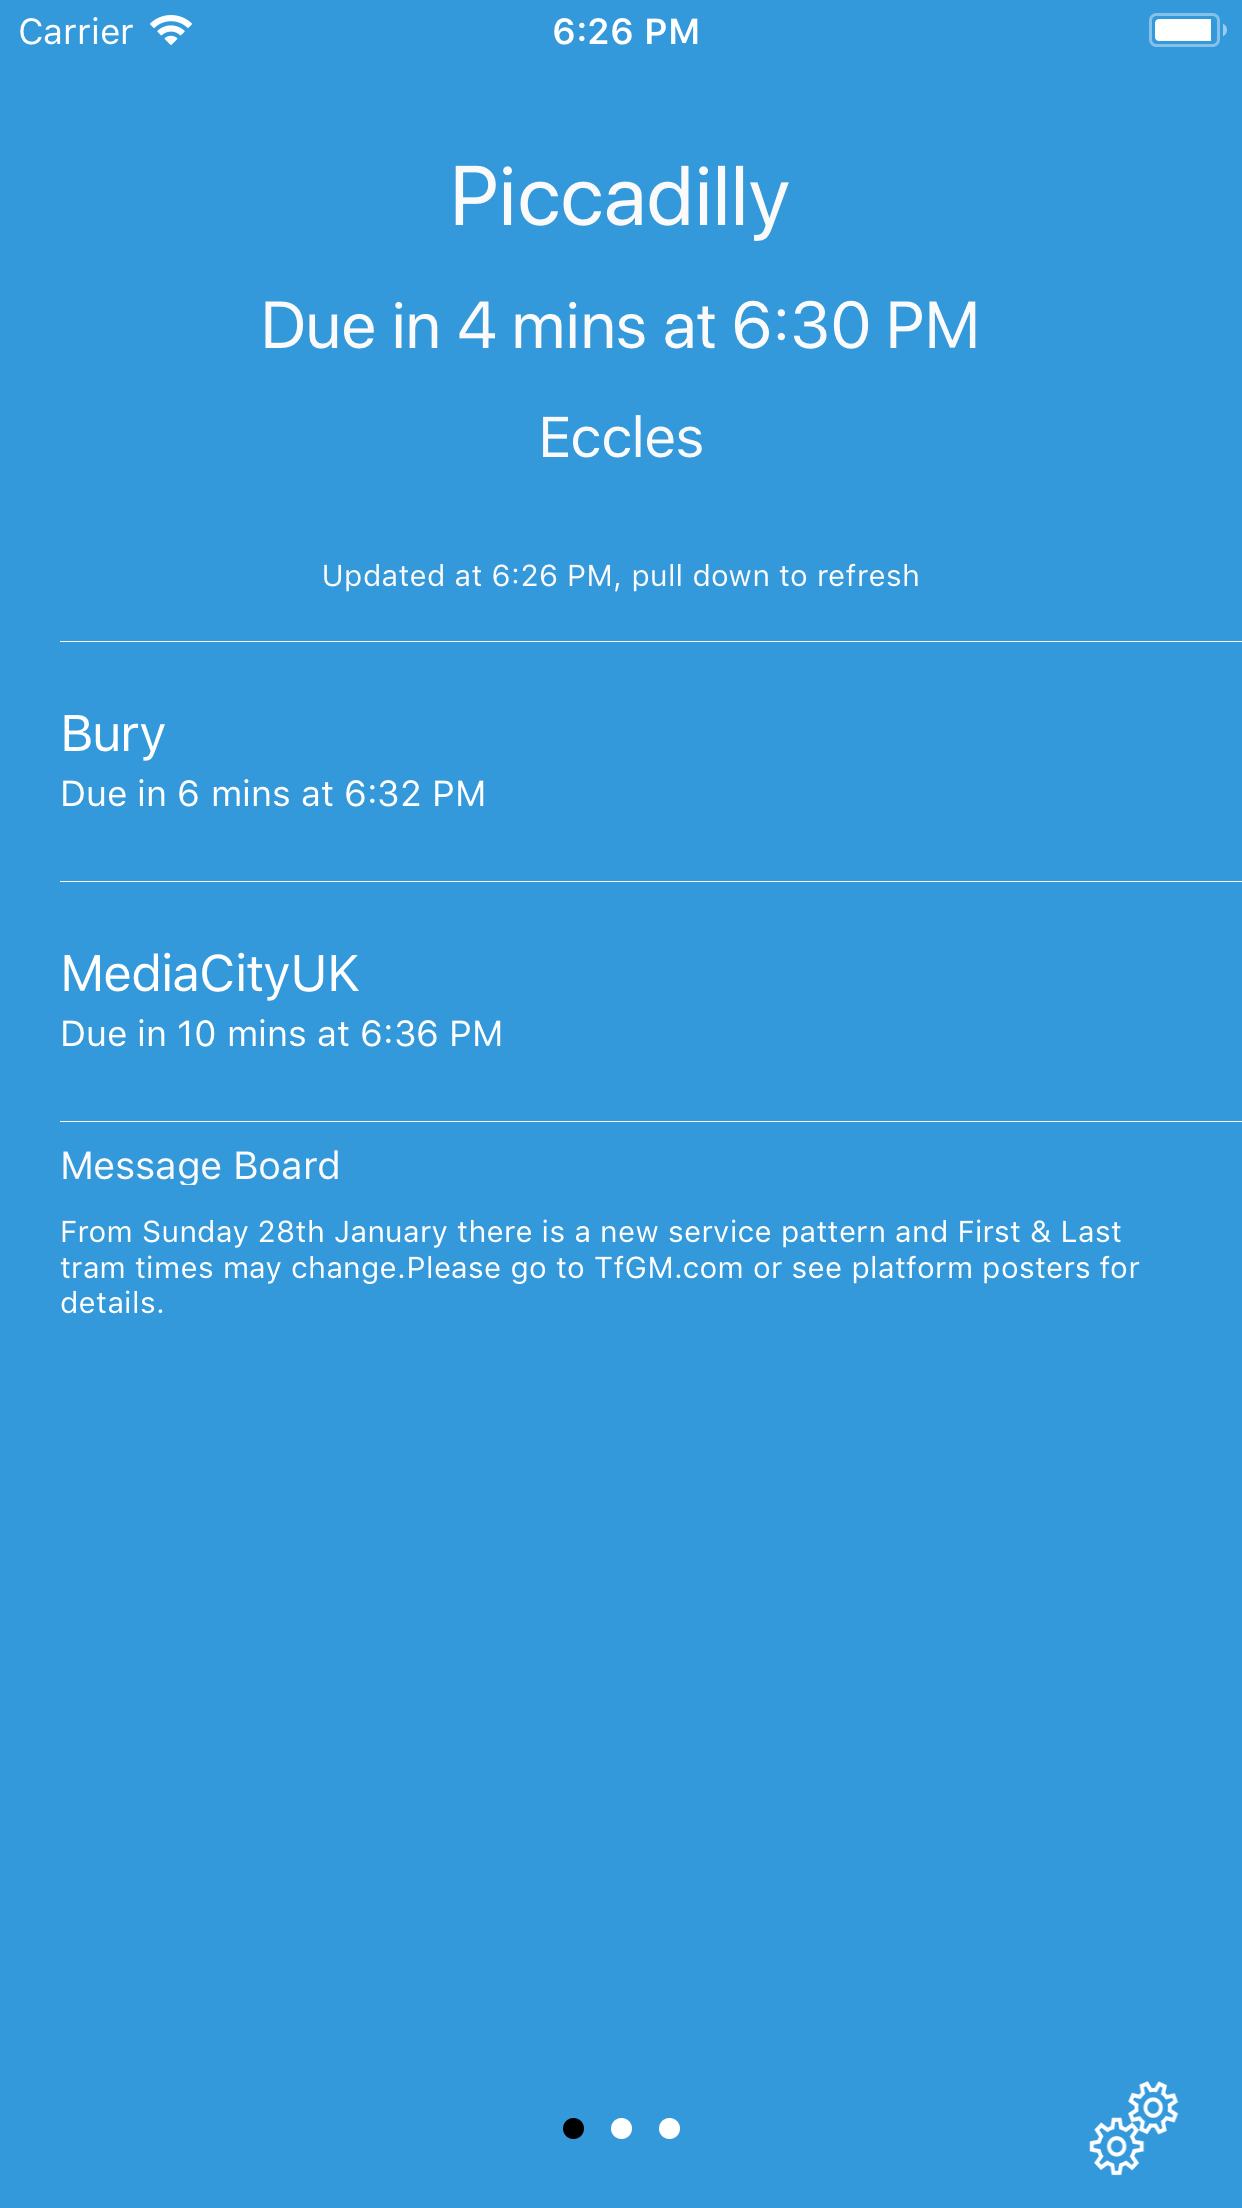 Carrier 6:26 PM
Piccadilly
Due in 4 mins at 6:30 PM
Eccles
Updated at 6:26 PM, pull down to refresh
Bury
Due in 6 mins at 6:32 PM
MediaCityUK
Due in 10 mins at 6:36 PM
Message Board
From Sunday 28th January there is a new service pattern and First & Last
tram times may change.Please go to TfGM.com or see platform posters for
details.